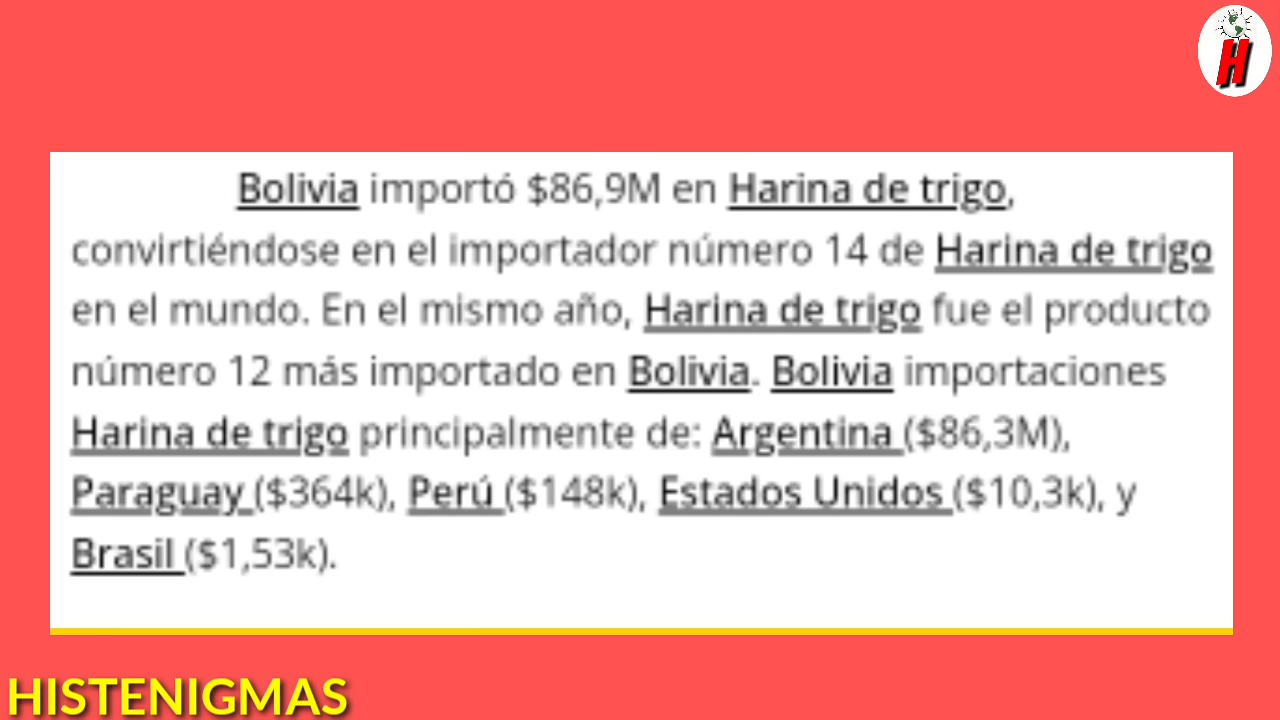 H
Bolivia importó $86,9M en Harina de trigo,
convirtiéndose en el importador número 14 de Harina de trigo
en el mundo. En el mismo año, Harina de trigo fue el producto
número 12 más importado en Bolivia. Bolivia importaciones
Harina de trigo principalmente de: Argentina ($86,3M),
Paraguay ($364k), Perú ($148k), Estados Unidos ($10,3k), y
Brasil ($1,53k).
HISTENIGMAS